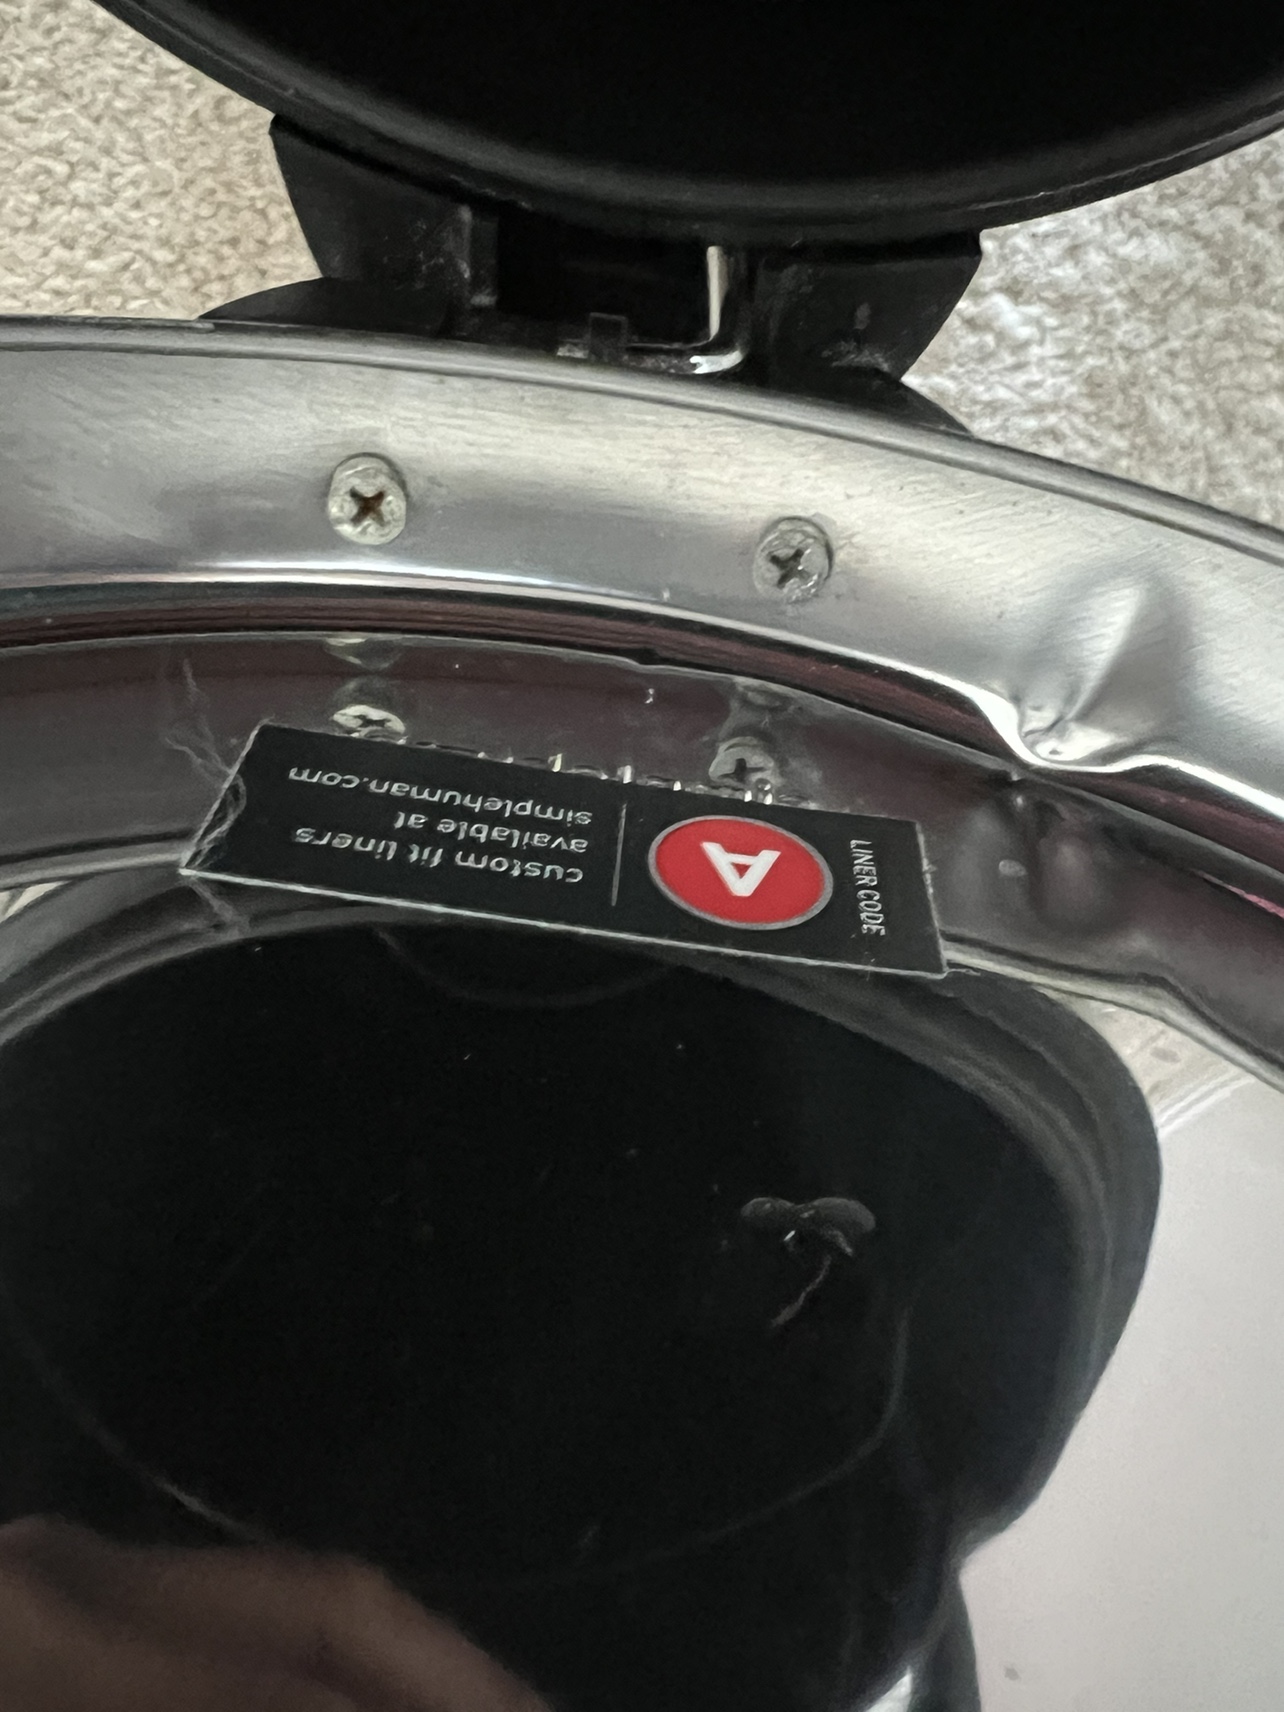 LINER CODE
A
custom fit liners
available at
simplehuman.com